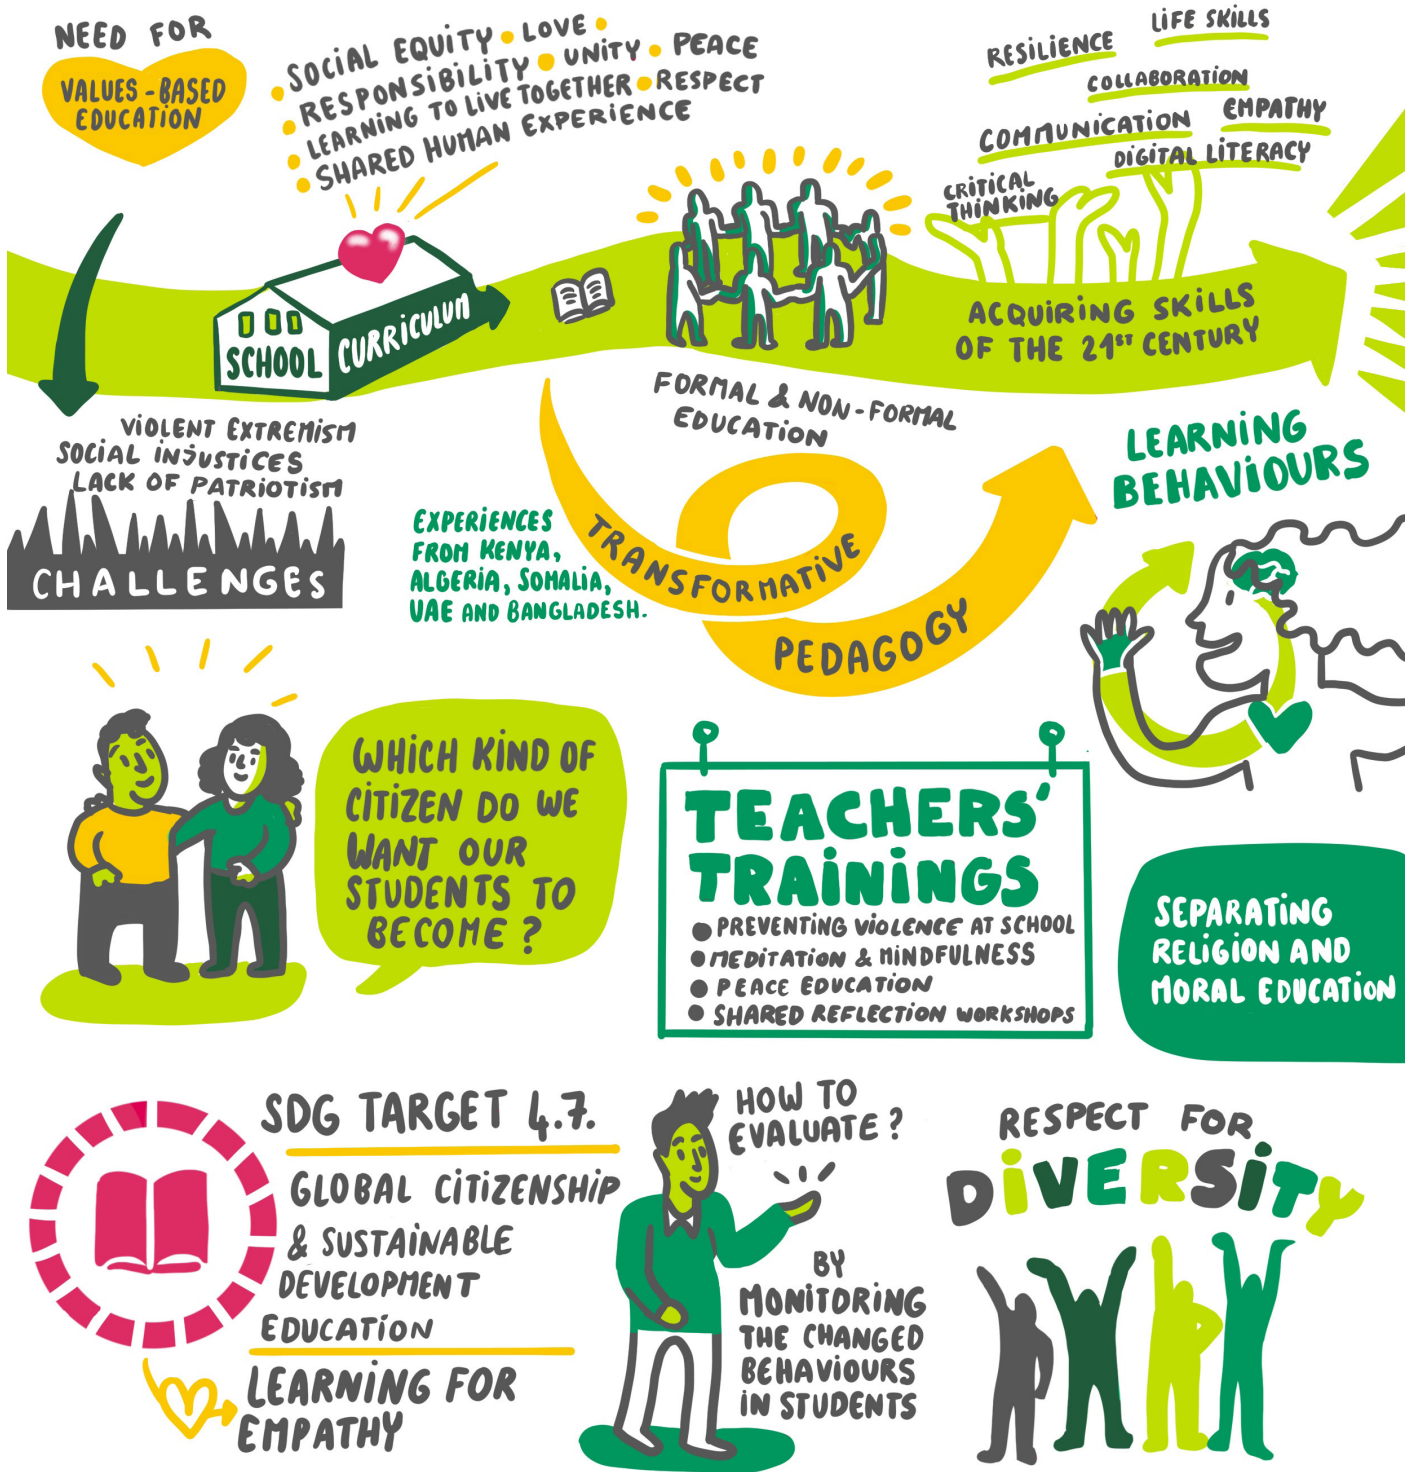 NEED FOR
VALUES-BASED
EDUCATION
SOCIAL EQUITY • LOVE •
• RESPONSIBILITY • UNITY • PEACE
• LEARNING TO LIVE TOGETHER • RESPECT
• SHARED HUMAN EXPERIENCE
LIFE SKILLS
RESILIENCE
COLLABORATION
EMPATHY
COMMUNICATION
DIGITAL LITERACY
CRITICAL
THINKING
SCHOOL
CURRICULUM
ACQUIRING SKILLS
OF THE 21ST CENTURY
FORMAL & NON-FORMAL
EDUCATION
VIOLENT EXTREMISM
SOCIAL INJUSTICES
LACK OF PATRIOTISM
CHALLENGES
EXPERIENCES
FROM KENYA,
ALGERIA, SOMALIA,
UAE AND BANGLADESH.
TRANSFORMATIVE
PEDAGOGY
LEARNING
BEHAVIOURS
WHICH KIND OF
CITIZEN DO WE
WANT OUR
STUDENTS TO
BECOME?
TEACHERS'
TRAININGS
• PREVENTING VIOLENCE AT SCHOOL
• MEDITATION & MINDFULNESS
• PEACE EDUCATION
• SHARED REFLECTION WORKSHOPS
SEPARATING
RELIGION AND
MORAL EDUCATION
SDG TARGET 4.7.
GLOBAL CITIZENSHIP
& SUSTAINABLE
DEVELOPMENT
EDUCATION
LEARNING FOR
EMPATHY
HOW TO
EVALUATE?
BY
MONITORING
THE CHANGED
BEHAVIOURS
IN STUDENTS
RESPECT FOR
DIVERSITY